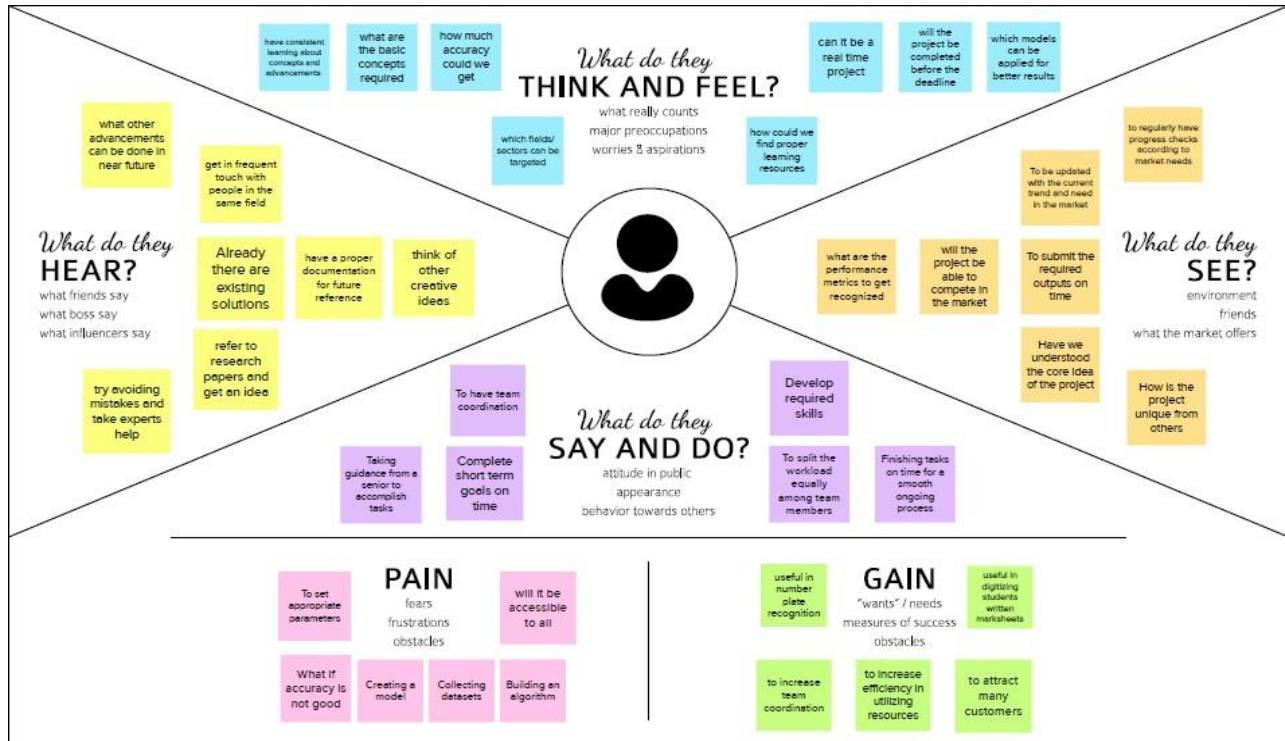 have consistent
learning about
concepts and
advancements
what are
the basic
concepts
required
how much
accuracy
could we
get
What do they
THINK AND FEEL?
what really counts
major preoccupations
worries & aspirations
can it be a
real time
project
will the
project be
completed
before the
deadline
which models
can be
applied for
better results
which fields/
sectors can be
targeted
how could we
find proper
learning
resources
what other
advancements
can be done in
near future
get in frequent
touch with
people in the
same field
What do they
HEAR?
what friends say
what boss say
what influencers say
Already
there are
existing
solutions
have a proper
documentation
for future
reference
think of
other
creative
ideas
refer to
research
papers and
get an idea
try avoiding
mistakes and
take experts
help
to regularly have
progress checks
according to
market needs
To be updated
with the current
trend and need
in the market
what are the
performance
metrics to get
recognized
will the
project be
able to
compete in
the market
To submit the
required
outputs on
time
What do they
SEE?
environment
friends
what the market offers
Have we
understood
the core idea
of the project
How is the
project
unique from
others
To have team
coordination
Develop
required
skills
What do they
SAY AND DO?
attitude in public
appearance
behavior towards others
Taking
guidance from a
senior to
accomplish
tasks
Complete
short term
goals on
time
To split the
workload
equally
among team
members
Finishing tasks
on time for a
smooth
ongoing
process
PAIN
fears
frustrations
obstacles
To set
appropriate
parameters
will it be
accessible
to all
What if
accuracy is
not good
Creating a
model
Collecting
datasets
Building an
algorithm
GAIN
"wants" / needs
measures of success
obstacles
useful in
number
plate
recognition
useful in
digitizing
students
written
marksheets
to increase
team
coordination
to increase
efficiency in
utilizing
resources
to attract
many
customers